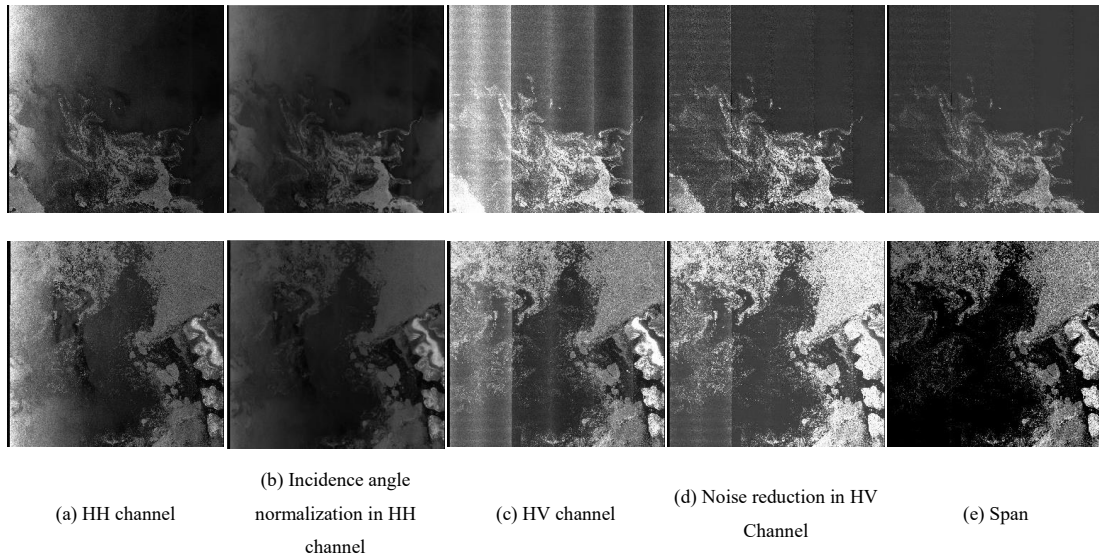 (a) HH channel
(b) Incidence angle
normalization in HH
channel
(c) HV channel
(d) Noise reduction in HV
Channel
(e) Span